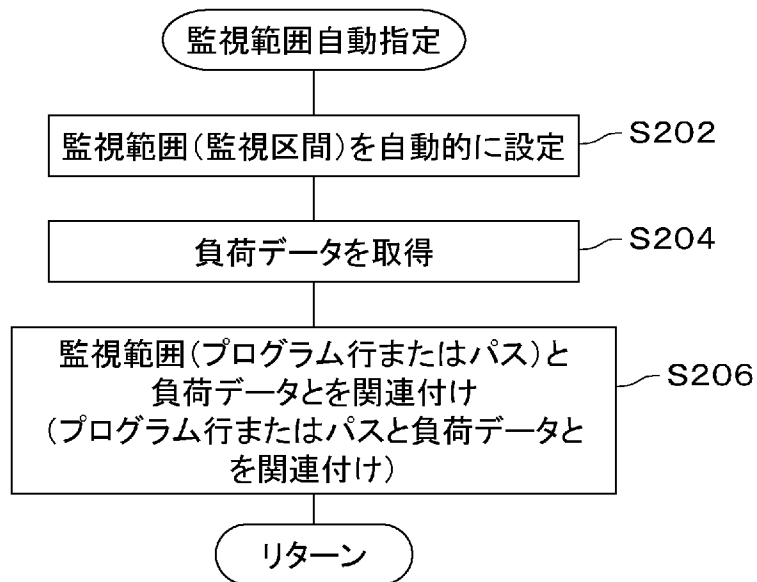 監視範囲自動指定
監視範囲(監視区間)を自動的に設定
S202
負荷データを取得
S204
監視範囲(プログラム行またはパス)と
負荷データとを関連付け
(プログラム行またはパスと負荷データと
を関連付け)
S206
リターン